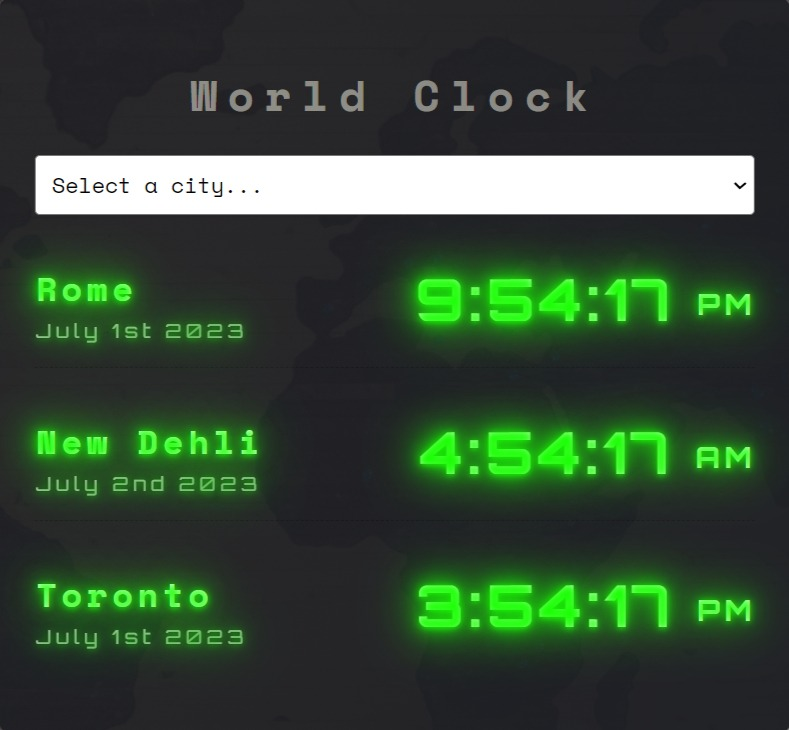 World Clock
Select a city...
Rome
9:54:17 PM
July 1st 2023
New Dehli
4:54:17 AM
July 2nd 2023
Toronto
3:54:17 PM
July 1st 2023